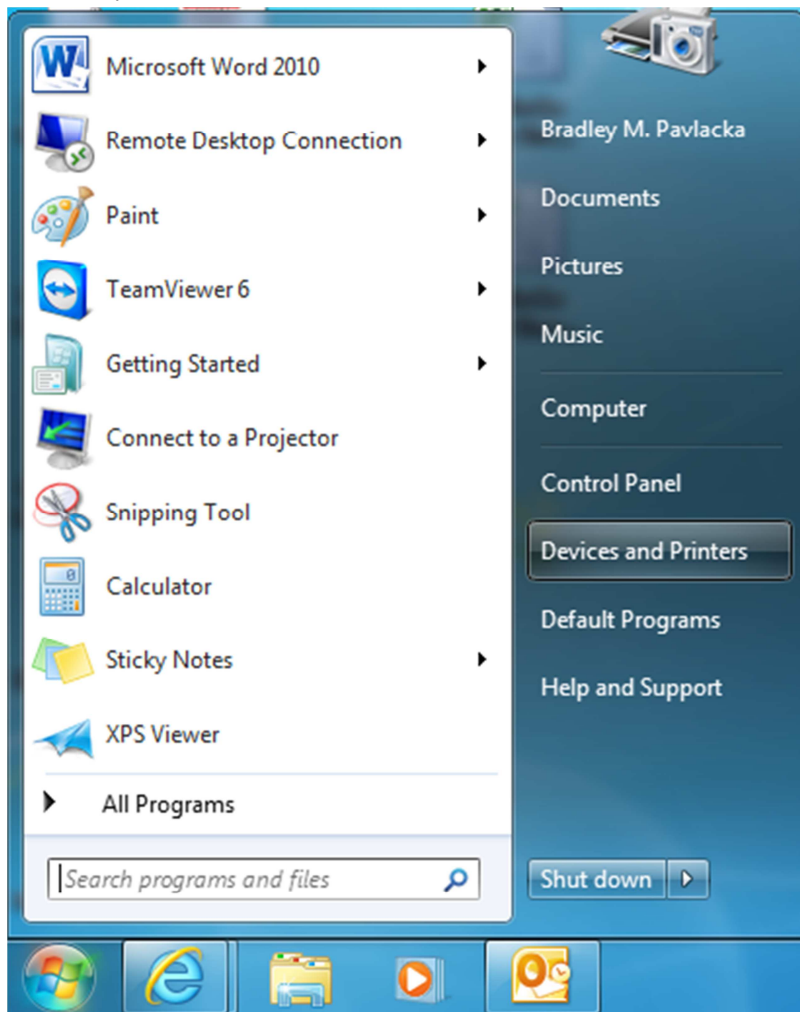 Microsoft Word 2010
Remote Desktop Connection
Paint
TeamViewer 6
Getting Started
Connect to a Projector
Snipping Tool
Calculator
Sticky Notes
XPS Viewer
All Programs
Search programs and files
Bradley M. Pavlacka
Documents
Pictures
Music
Computer
Control Panel
Devices and Printers
Default Programs
Help and Support
Shut down